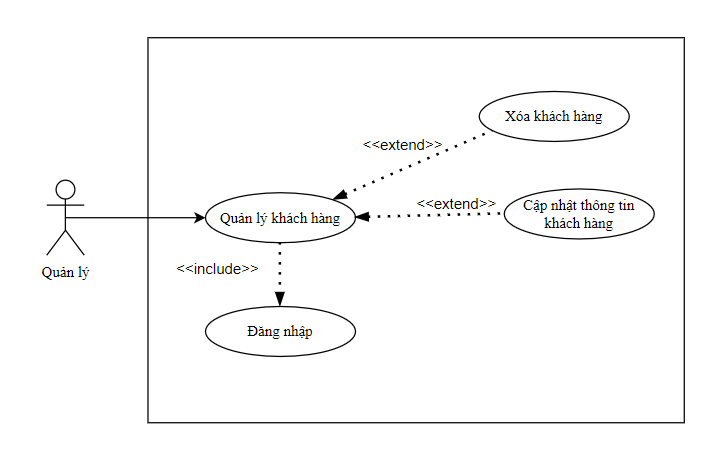 Xóa khách hàng
<<extend>>
<<extend>>
Cập nhật thông tin
khách hàng
Quản lý khách hàng
Quản lý
<<include>>
Đăng nhập